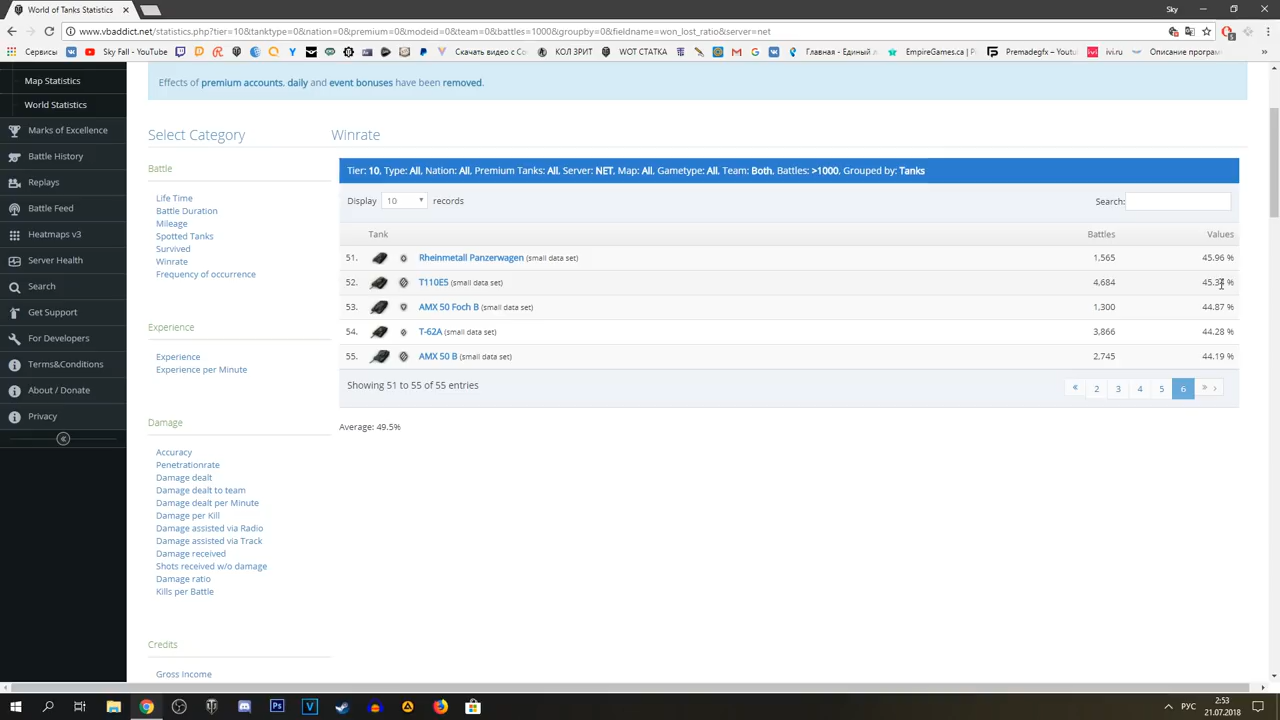 World of Tanks Statistics
Sky
www.vbaddict.net/statistics.php?tier=10&tanktype=0&nation=0&premium=0&modeid=0&team=0&battles=1000&groupby=0&fieldname=won_lost_ratio&server=net
Сервисы
Sky Fall - YouTube
Скачать видео с Co
КОЛ ЗРИТ
WOT СТАТКА
Главная - Единый А
EmpireGames.ca | Pr
Premadegfx – Youtu
ivi.ru
Описание програм
Map Statistics
World Statistics
Marks of Excellence
Battle History
Replays
Battle Feed
Heatmaps v3
Server Health
Search
Get Support
For Developers
Terms&Conditions
About / Donate
Privacy
Effects of premium accounts, daily and event bonuses have been removed.
Select Category
Battle
Life Time
Battle Duration
Mileage
Spotted Tanks
Survived
Winrate
Frequency of occurrence
Experience
Experience
Experience per Minute
Damage
Accuracy
Penetrationrate
Damage dealt
Damage dealt to team
Damage dealt per Minute
Damage per Kill
Damage assisted via Radio
Damage assisted via Track
Damage received
Shots received w/o damage
Damage ratio
Kills per Battle
Credits
Gross Income
Winrate
Tier: 10, Type: All, Nation: All, Premium Tanks: All, Server: NET, Map: All, Gametype: All, Team: Both, Battles: >1000, Grouped by: Tanks
Display 10 records
Search:
Tank Battles Values
51. Rheinmetall Panzerwagen (small data set) 1,565 45.96 %
52. T110E5 (small data set) 4,684 %
53. AMX 50 Foch B (small data set) 1,300 44.87 %
54. T-62A (small data set) 3,866 44.28 %
55. AMX 50 B (small data set) 2,745 44.19 %
Showing 51 to 55 of 55 entries
« 2 3 4 5 6 » ›
Average: 49.5%
РУС
2:53
21.07.2018